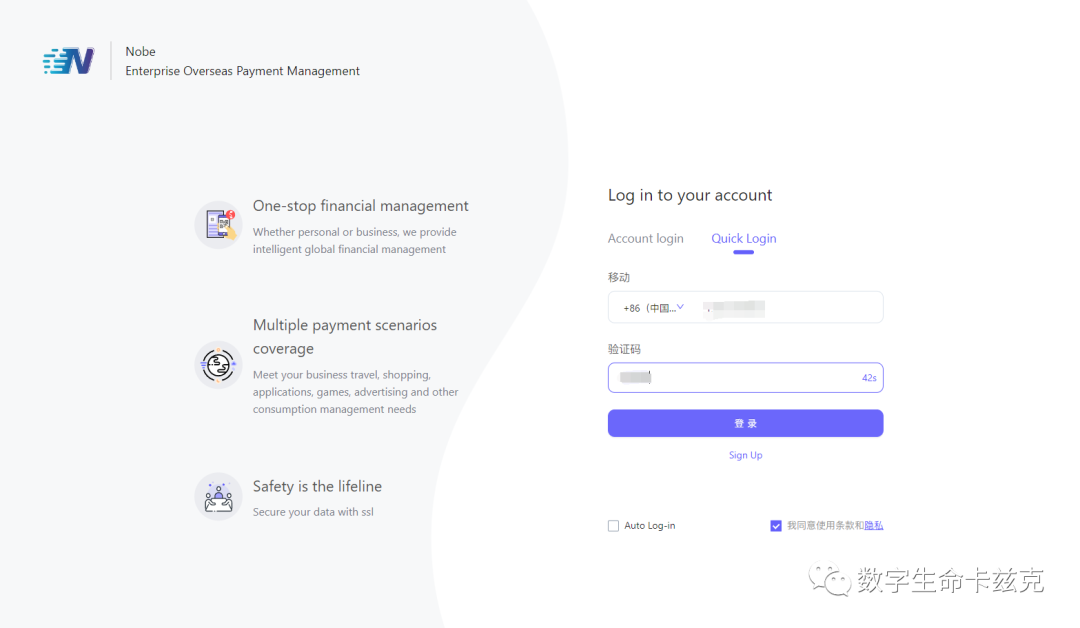 Nobe
Enterprise Overseas Payment Management
One-stop financial management
Whether personal or business, we provide
intelligent global financial management
Multiple payment scenarios
coverage
Meet your business travel, shopping,
applications, games, advertising and other
consumption management needs
Safety is the lifeline
Secure your data with ssl
Log in to your account
Account login Quick Login
移动
+86（中国...
验证码
42s
登 录
Sign Up
Auto Log-in 我同意使用条款和隐私
数字生命卡兹克